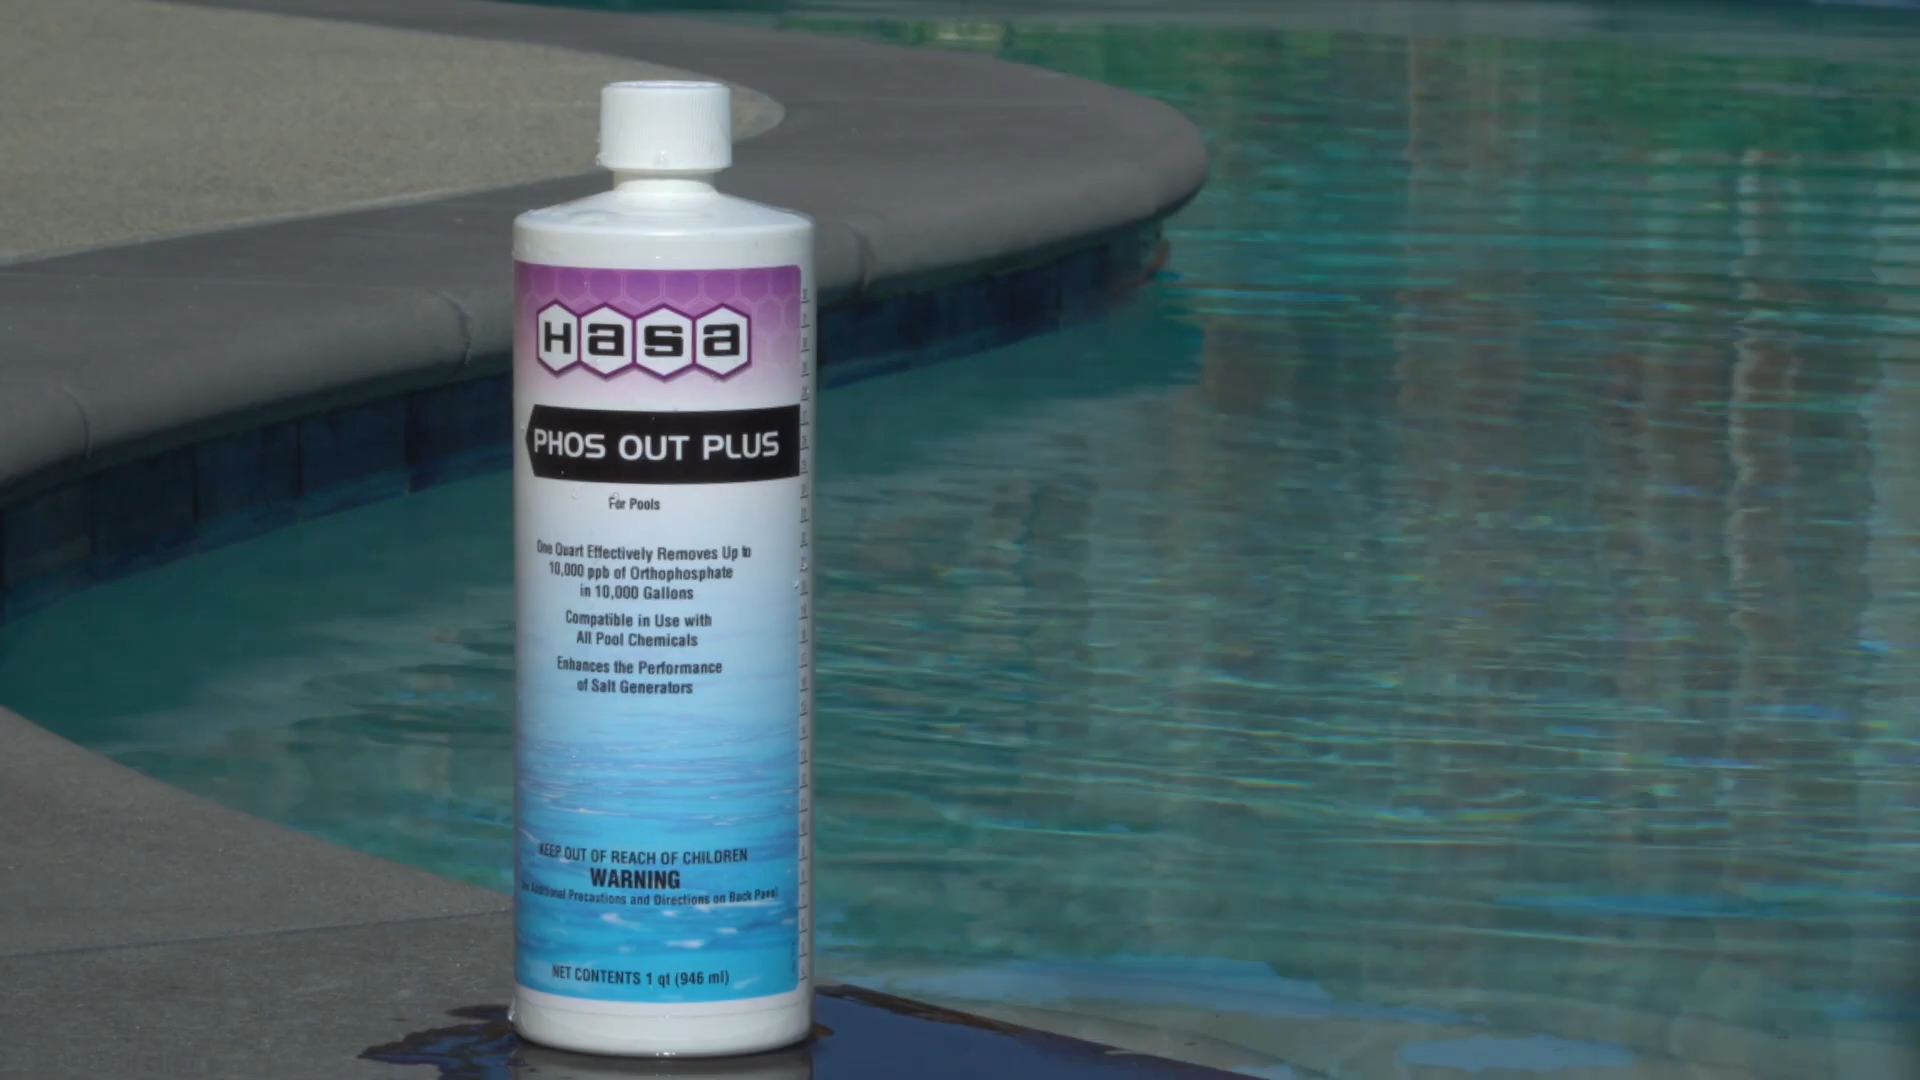 Hasa
PHOS OUT PLUS
For Pools
One Quart Effectively Removes Up to
10,000 ppb of Orthophosphate
in 10,000 Gallons
Compatible in Use with
All Pool Chemicals
Enhances the Performance
of Salt Generators
KEEP OUT OF REACH OF CHILDREN
WARNING
See Additional Precautions and Directions on Back Panel
NET CONTENTS 1 qt (946 ml)